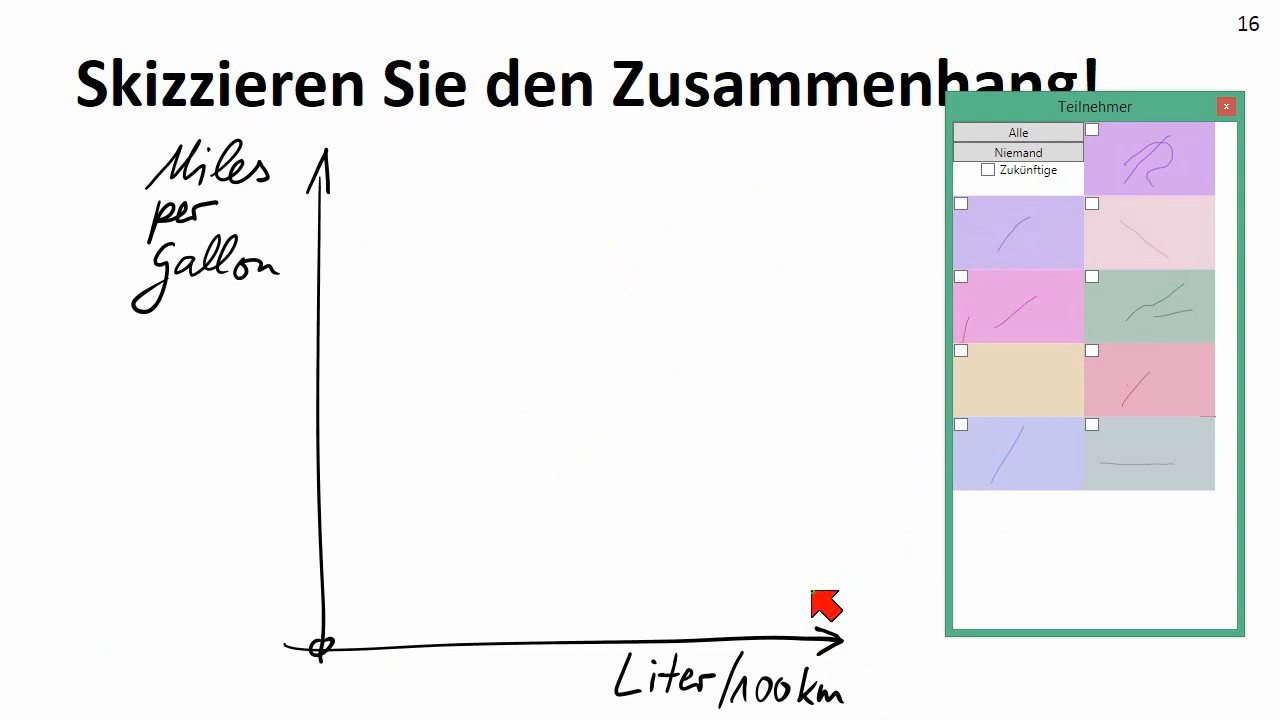 16
Skizzieren Sie den Zusammenhang!
Teilnehmer
x
Alle
Niemand
Zukünftige
Miles
per
Gallon
Liter/100km